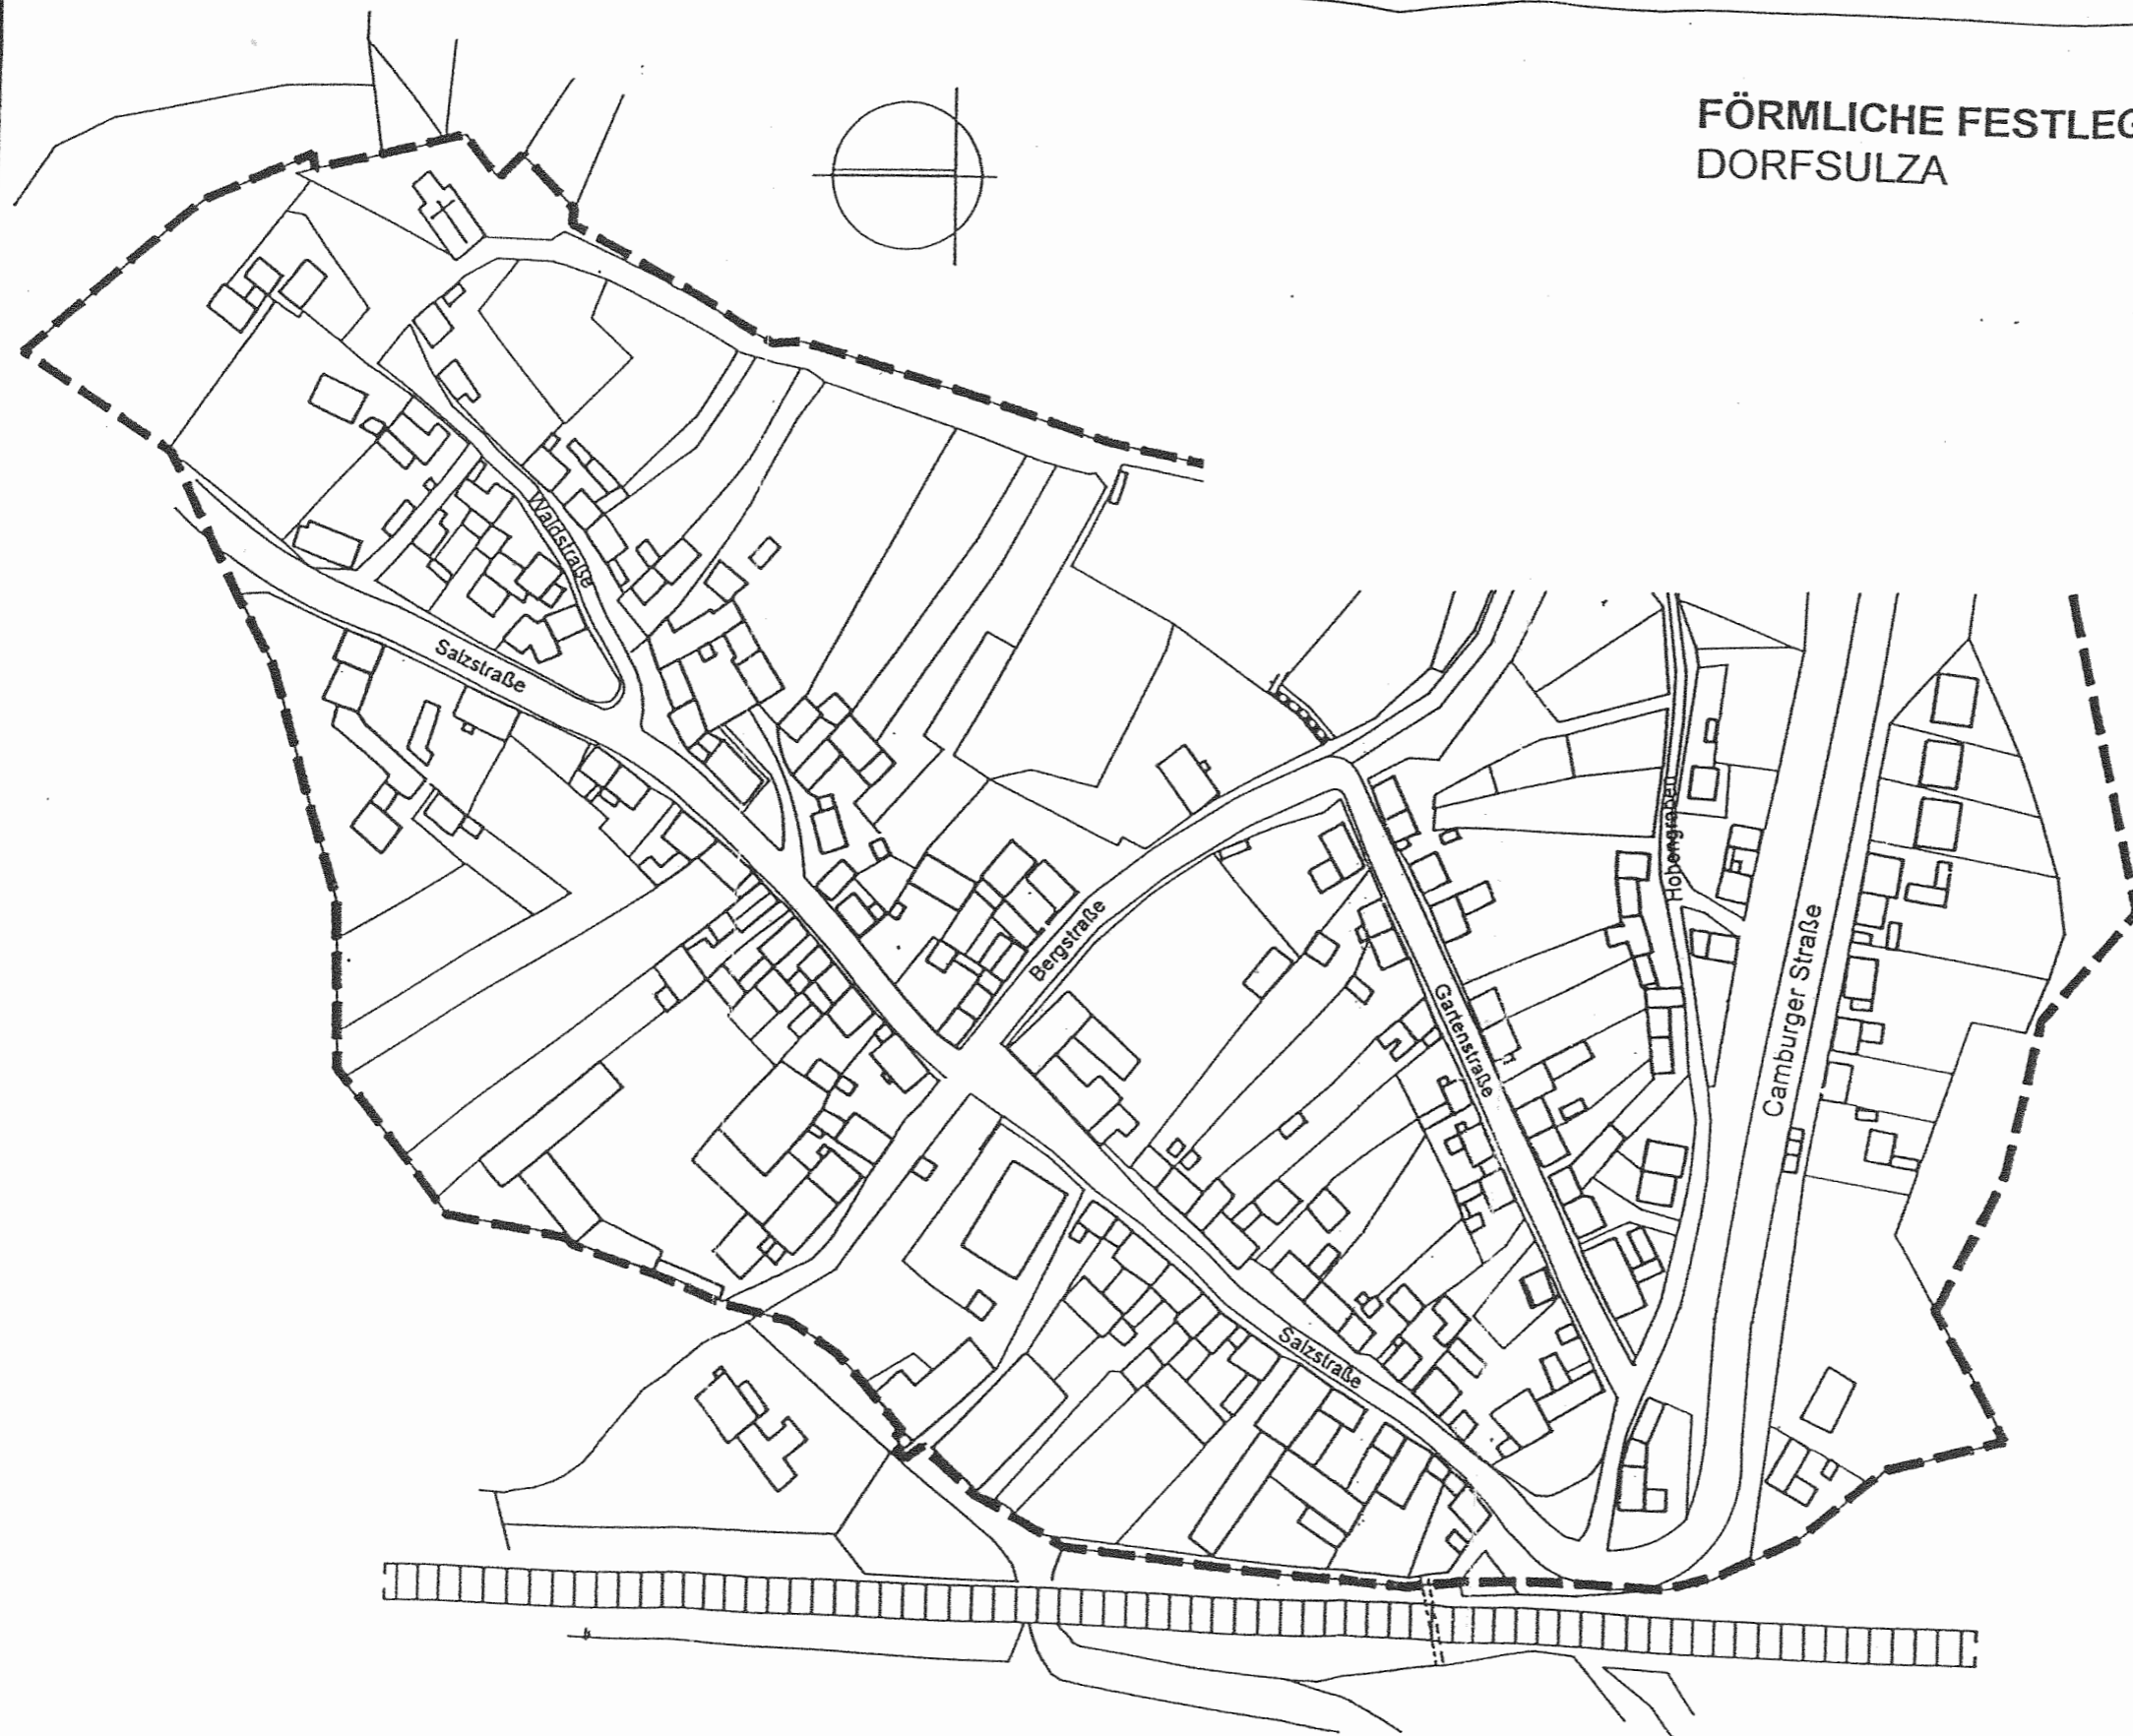 FÖRMLICHE FESTLEG
DORFSULZA
Waldstraße
Salzstraße
Bergstraße
Gartenstraße
Hohengraben
Camburger Straße
Salzstraße